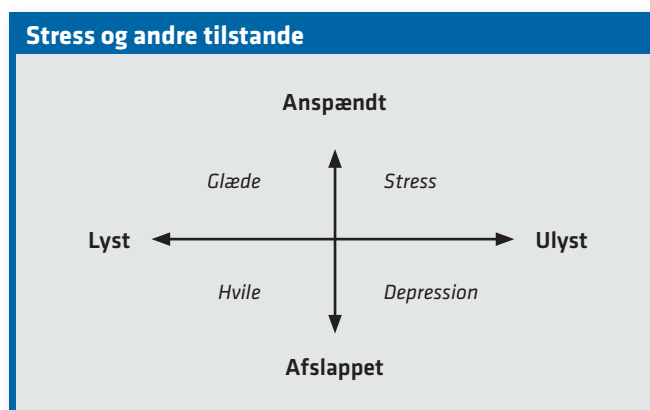 Stress og andre tilstande
Anspændt
Glæde Stress
Lyst Ulyst
Hvile Depression
Afslappet